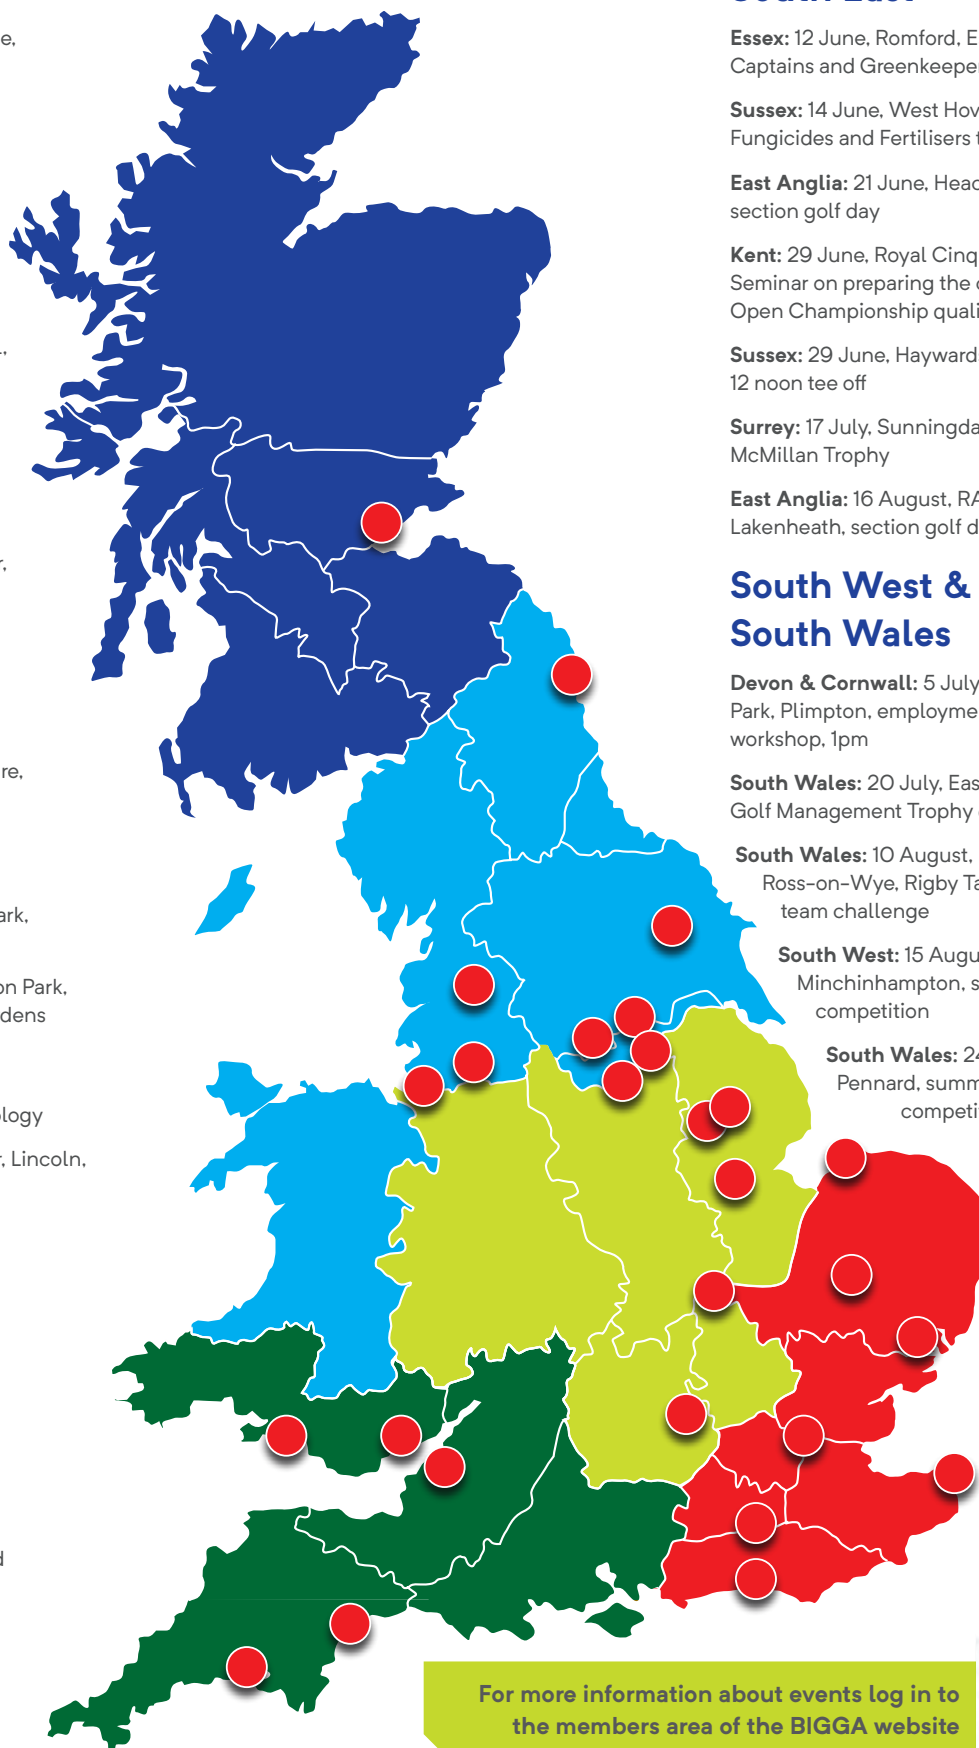 e,
.,
r,
re,
ark,
on Park,
dens
ology
r, Lincoln,
d
South East
Essex: 12 June, Romford, E
Captains and Greenkeeper
Sussex: 14 June, West Hov
Fungicides and Fertilisers t
East Anglia: 21 June, Head
section golf day
Kent: 29 June, Royal Cinq
Seminar on preparing the c
Open Championship quali
Sussex: 29 June, Hayward
12 noon tee off
Surrey: 17 July, Sunningda
McMillan Trophy
East Anglia: 16 August, RA
Lakenheath, section golf d
South West &
South Wales
Devon & Cornwall: 5 July
Park, Plimpton, employme
workshop, 1pm
South Wales: 20 July, Eas
Golf Management Trophy
South Wales: 10 August,
Ross-on-Wye, Rigby Ta
team challenge
South West: 15 Augu
Minchinhampton, s
competition
South Wales: 24
Pennard, summ
competi
For more information about events log in to
the members area of the BIGGA website